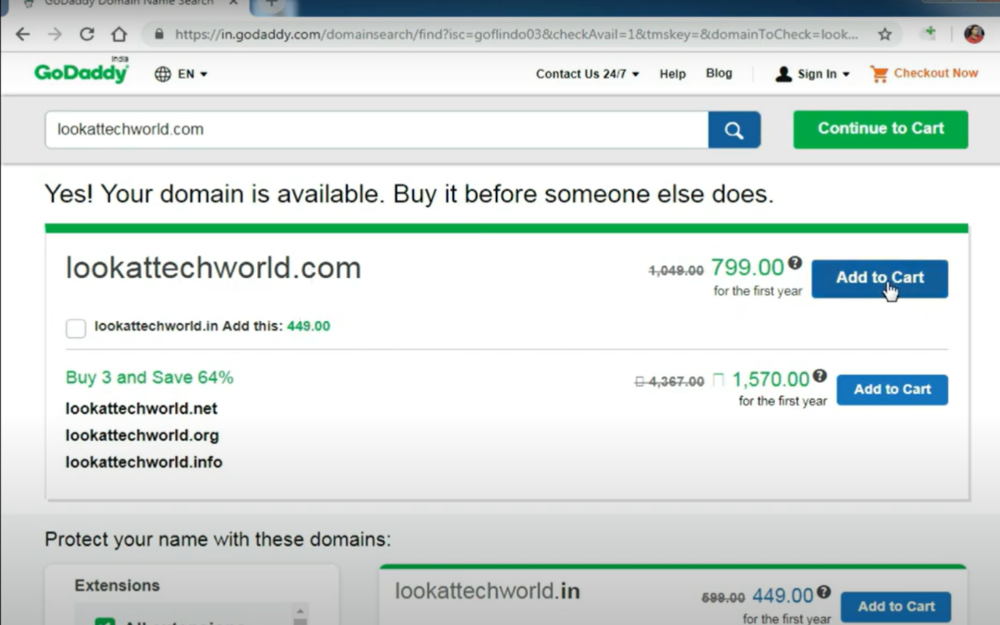 GoDaddy Domain Name Search
https://in.godaddy.com/domainsearch/find?isc=goflindo03&checkAvail=1&tmskey=&domainToCheck=look...
GoDaddy India EN Contact Us 24/7 Help Blog Sign In Checkout Now
lookattechworld.com Continue to Cart
Yes! Your domain is available. Buy it before someone else does.
lookattechworld.com 1,049.00 799.00 Add to Cart
for the first year
lookattechworld.in Add this: 449.00
Buy 3 and Save 64% 4,367.00 1,570.00 Add to Cart
for the first year
lookattechworld.net
lookattechworld.org
lookattechworld.info
Protect your name with these domains:
Extensions
lookattechworld.in 599.00 449.00 Add to Cart
for the first year